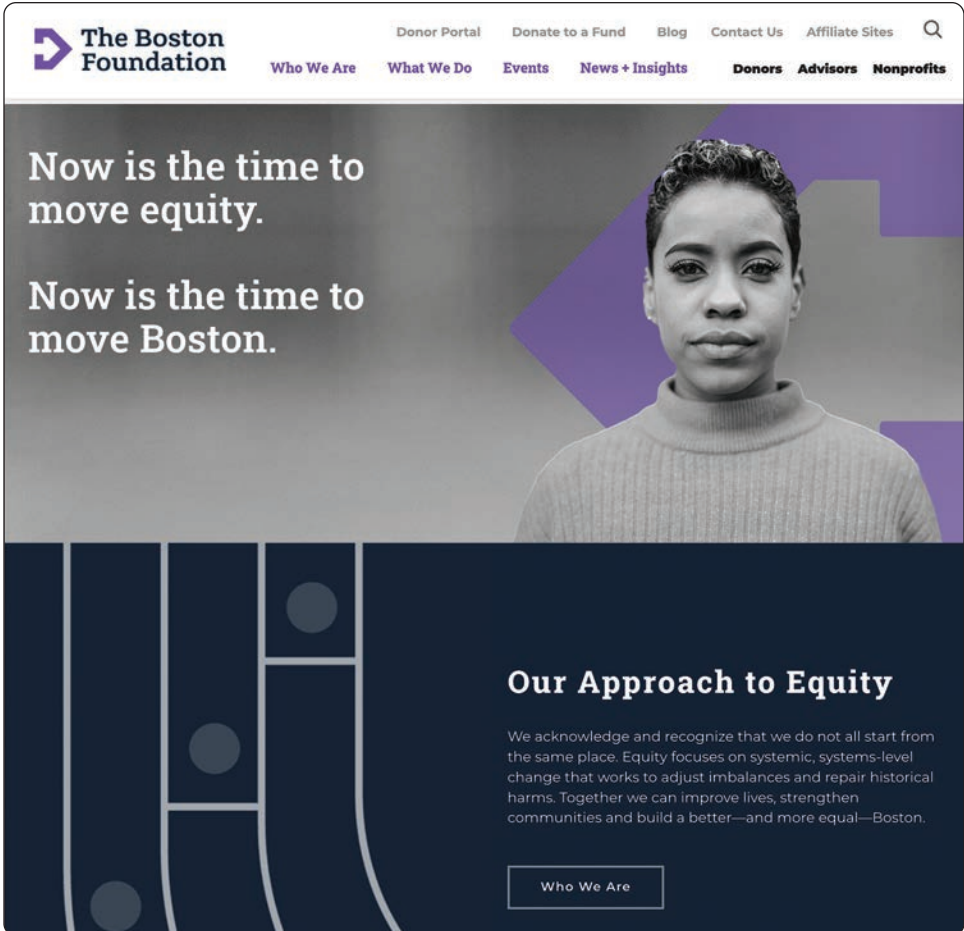 The Boston
Foundation
Donor Portal Donate to a Fund Blog Contact Us Affiliate Sites
Who We Are What We Do Events News + Insights Donors Advisors Nonprofits
Now is the time to
move equity.
Now is the time to
move Boston.
Our Approach to Equity
We acknowledge and recognize that we do not all start from
the same place. Equity focuses on systemic, systems-level
change that works to adjust imbalances and repair historical
harms. Together we can improve lives, strengthen
communities and build a better—and more equal—Boston.
Who We Are